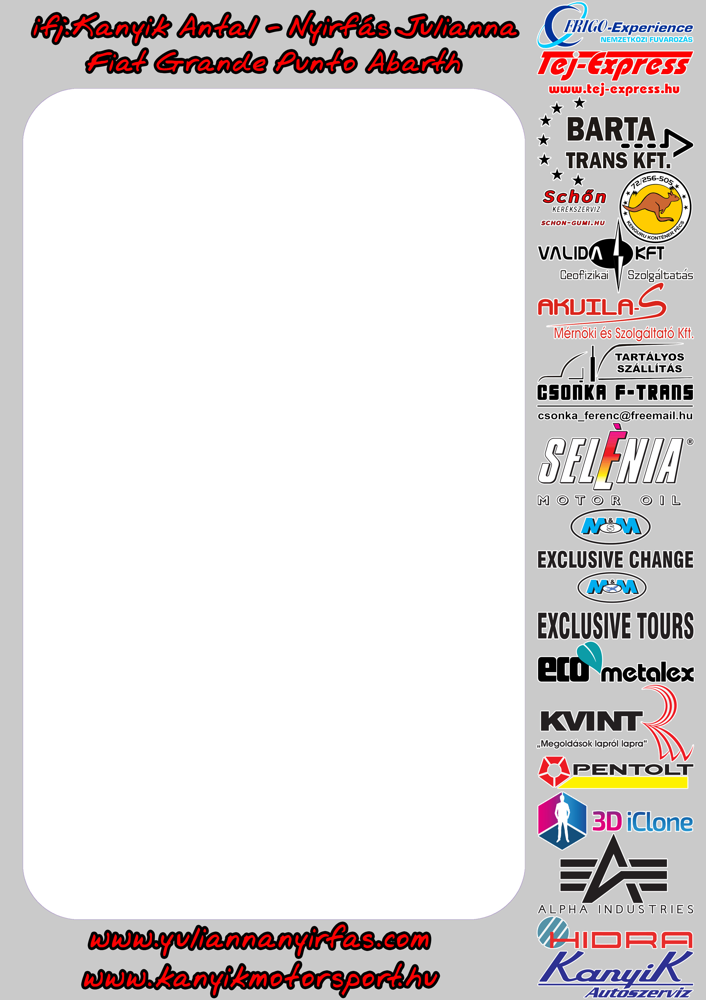 ifj.Kanyik Antal - Nyirfás Julianna
Fiat Grande Punto Abarth
FRIGO-Experience
NEMZETKÖZI FUVAROZÁS
Tej-Express
www.tej-express.hu
BARTA
TRANS KFT.
Schőn
KERÉKSZERVIZ
SCHON-GUMI.HU
72/256-505
KENGURU KONTÉNER PÉCS
VALIDA KFT
Geofizikai Szolgáltatás
AKVILA-S
Mérnöki és Szolgáltató Kft.
TARTÁLYOS
SZÁLLÍTÁS
CSONKA F-TRANS
csonka_ferenc@freemail.hu
SELÈNIA®
MOTOR OIL
M&M
$
EXCLUSIVE CHANGE
M&M
EXCLUSIVE TOURS
eco metalex
KVINT R
„Megoldások lapról lapra“
PENTOLT
3D iClone
ALPHA INDUSTRIES
HIDRA
Kanyik
Autoszerviz
www.yuliannanyirfas.com
www.kanyikmotorsport.hu